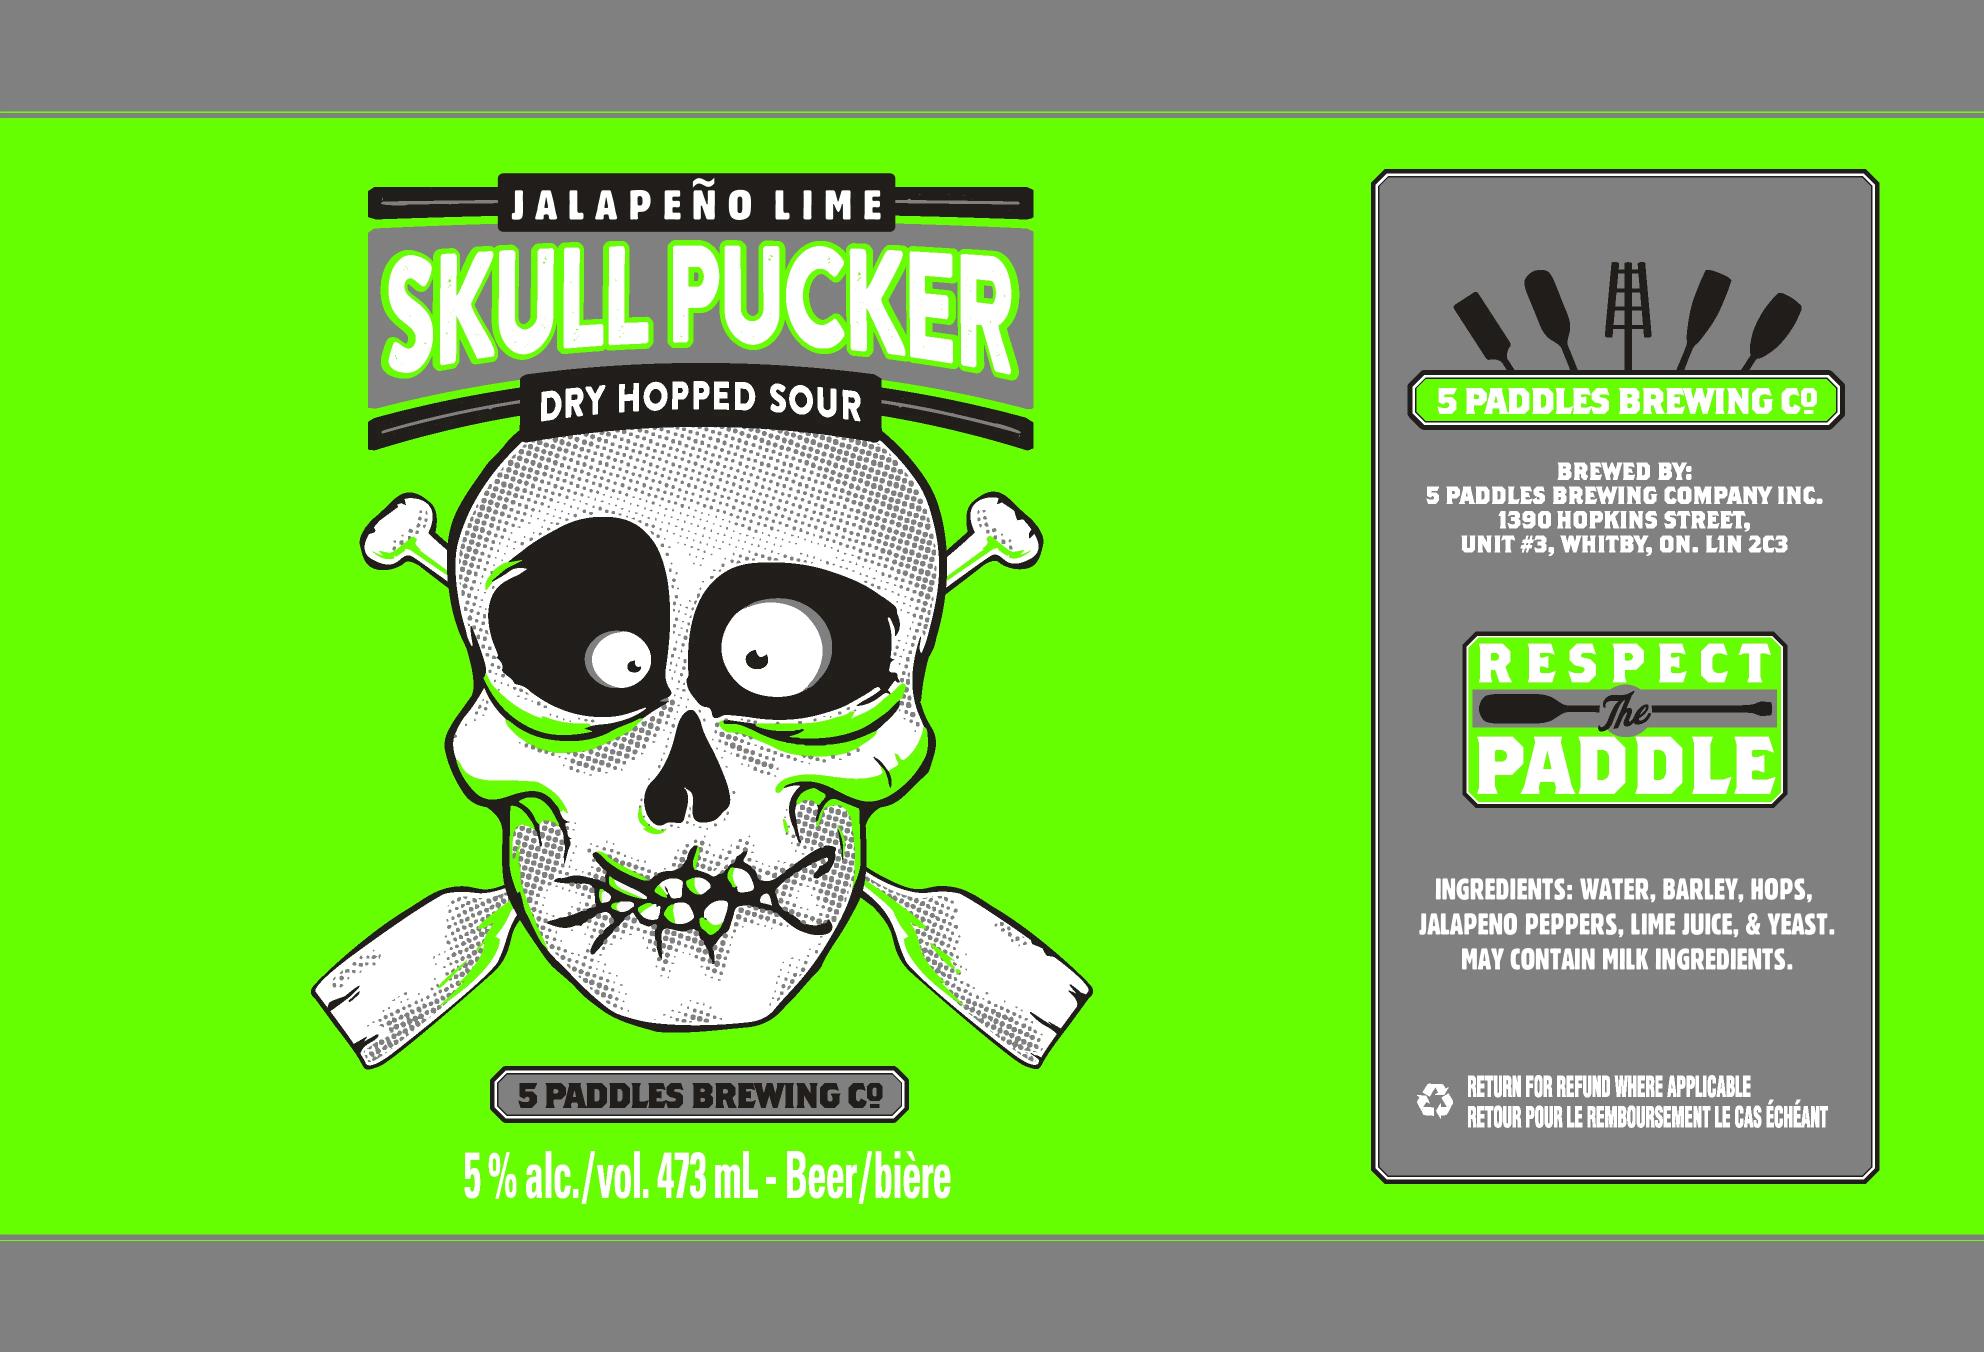 JALAPEÑO LIME
SKULL PUCKER
DRY HOPPED SOUR
5 PADDLES BREWING Cº
5 % alc./vol. 473 mL - Beer/bière
5 PADDLES BREWING Cº
BREWED BY:
5 PADDLES BREWING COMPANY INC.
1390 HOPKINS STREET,
UNIT #3, WHITBY, ON. L1N 2C3
RESPECT
The
PADDLE
INGREDIENTS: WATER, BARLEY, HOPS,
JALAPENO PEPPERS, LIME JUICE, & YEAST.
MAY CONTAIN MILK INGREDIENTS.
RETURN FOR REFUND WHERE APPLICABLE
RETOUR POUR LE REMBOURSEMENT LE CAS ÉCHÉANT